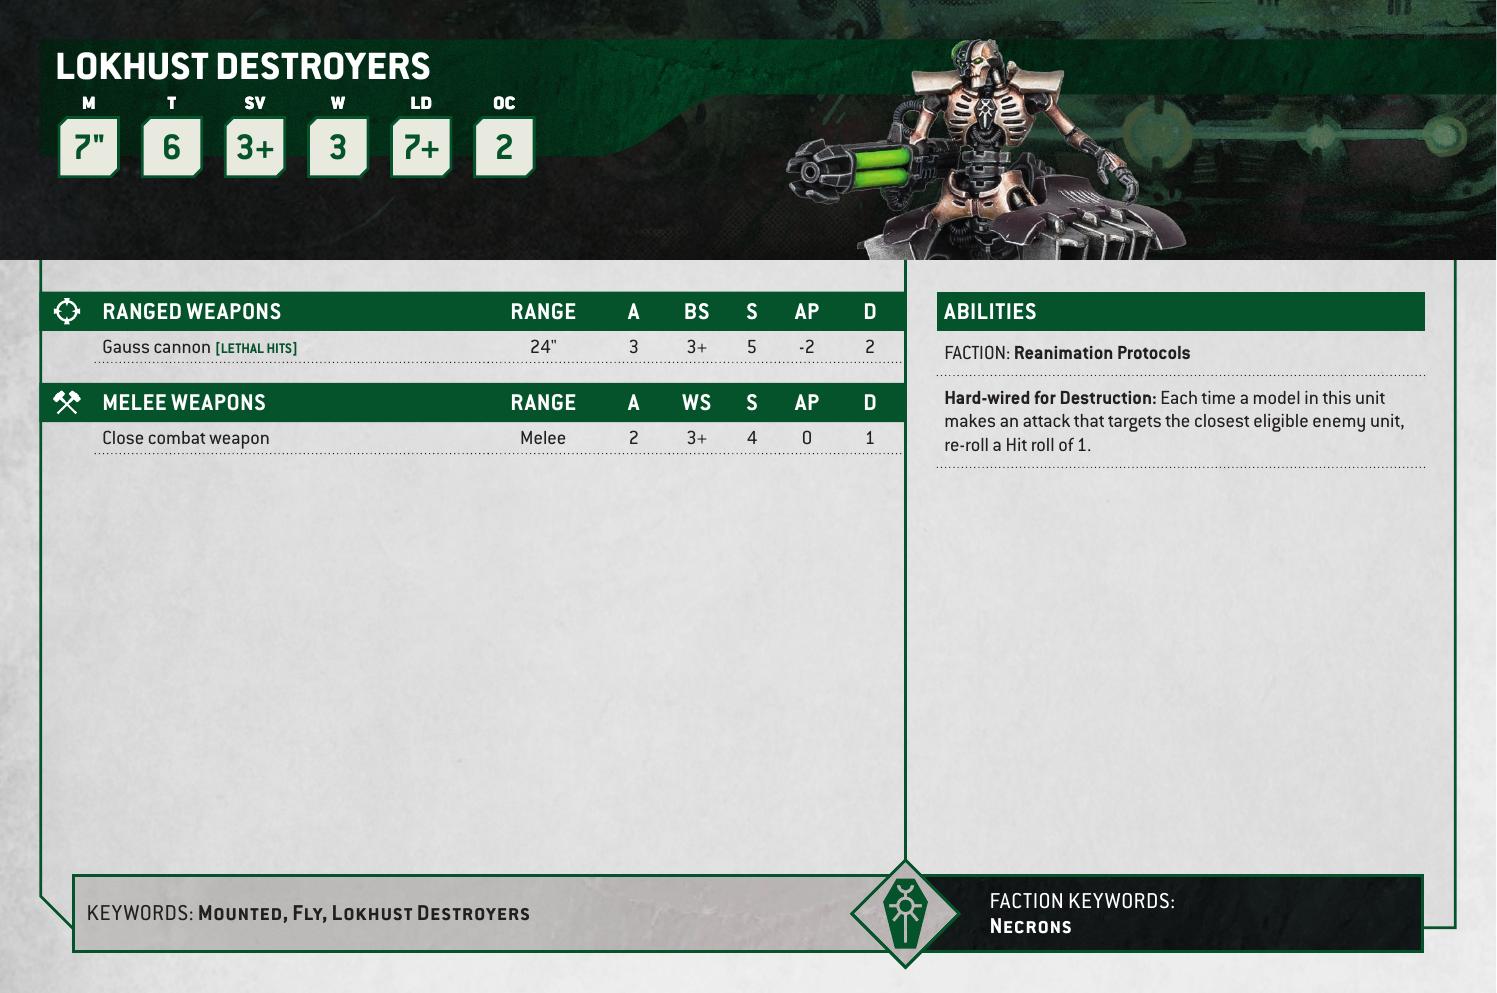 LOKHUST DESTROYERS
M T SV W LD OC
7" 6 3+ 3 7+ 2
RANGED WEAPONS RANGE A BS S AP D
Gauss cannon [LETHAL HITS] 24" 3 3+ 5 -2 2
MELEE WEAPONS RANGE A WS S AP D
Close combat weapon Melee 2 3+ 4 0 1
ABILITIES
FACTION: Reanimation Protocols
Hard-wired for Destruction: Each time a model in this unit
makes an attack that targets the closest eligible enemy unit,
re-roll a Hit roll of 1.
KEYWORDS: Mounted, Fly, Lokhust Destroyers
FACTION KEYWORDS:
Necrons